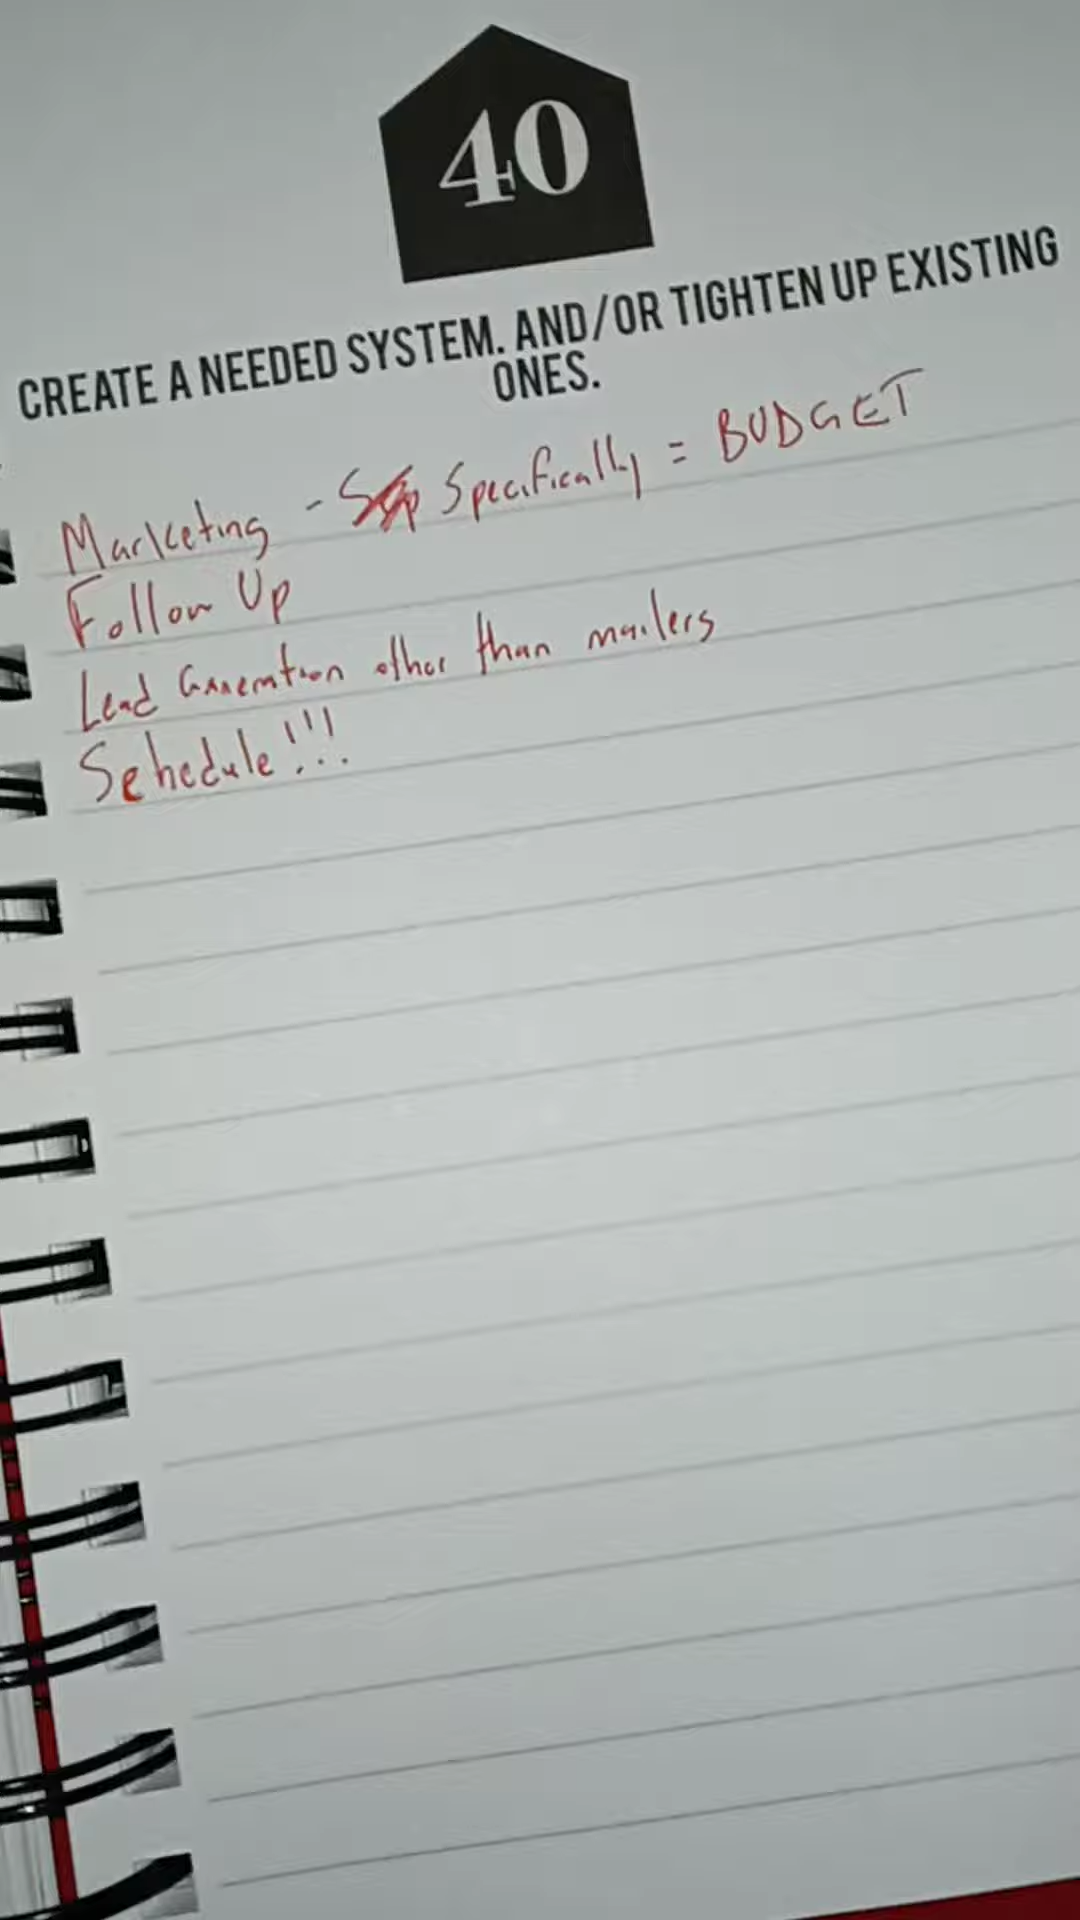 40
CREATE A NEEDED SYSTEM. AND/OR TIGHTEN UP EXISTING
ONES.
Marketing - Specifically = BUDGET
Follow Up
Lead Generation other than mailers
Schedule!!!